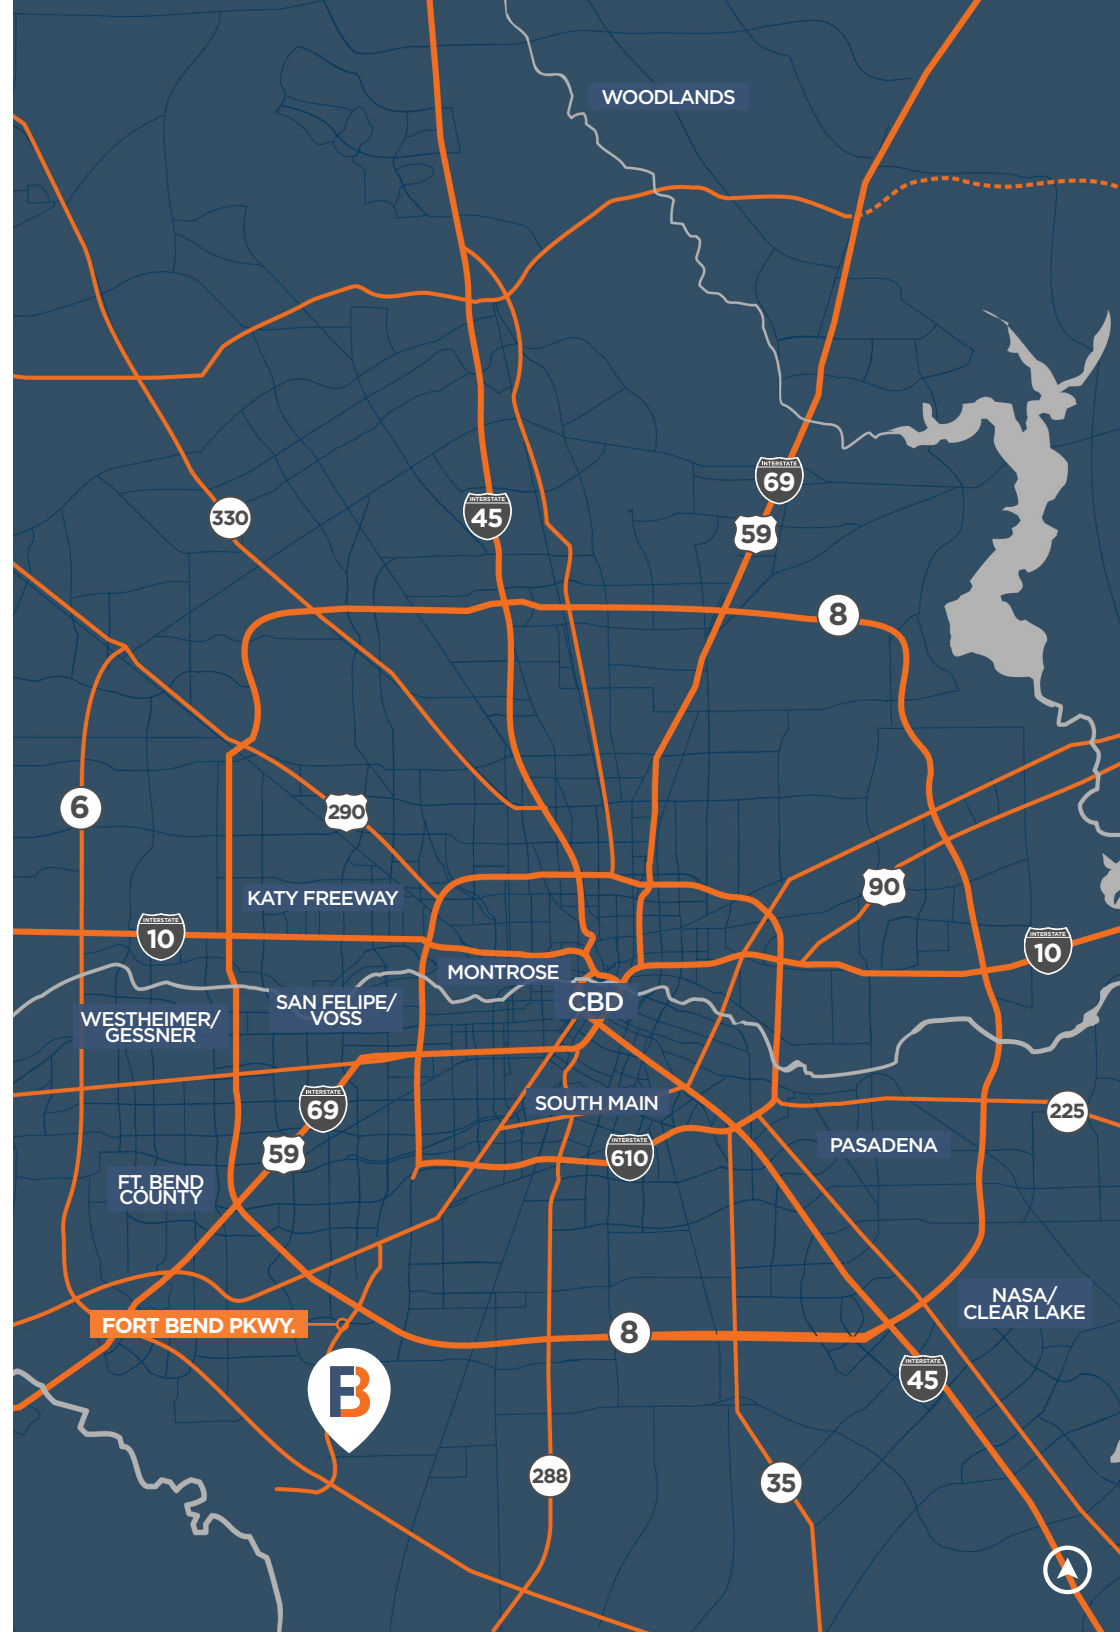 WOODLANDS
INTERSTATE
69
59
INTERSTATE
45
330
8
6
290
90
KATY FREEWAY
INTERSTATE
10
INTERSTATE
10
MONTROSE
CBD
SAN FELIPE/
VOSS
WESTHEIMER/
GESSNER
INTERSTATE
69
SOUTH MAIN
225
59
INTERSTATE
610
PASADENA
FT. BEND
COUNTY
NASA/
CLEAR LAKE
FORT BEND PKWY.
8
INTERSTATE
45
FB
288
35